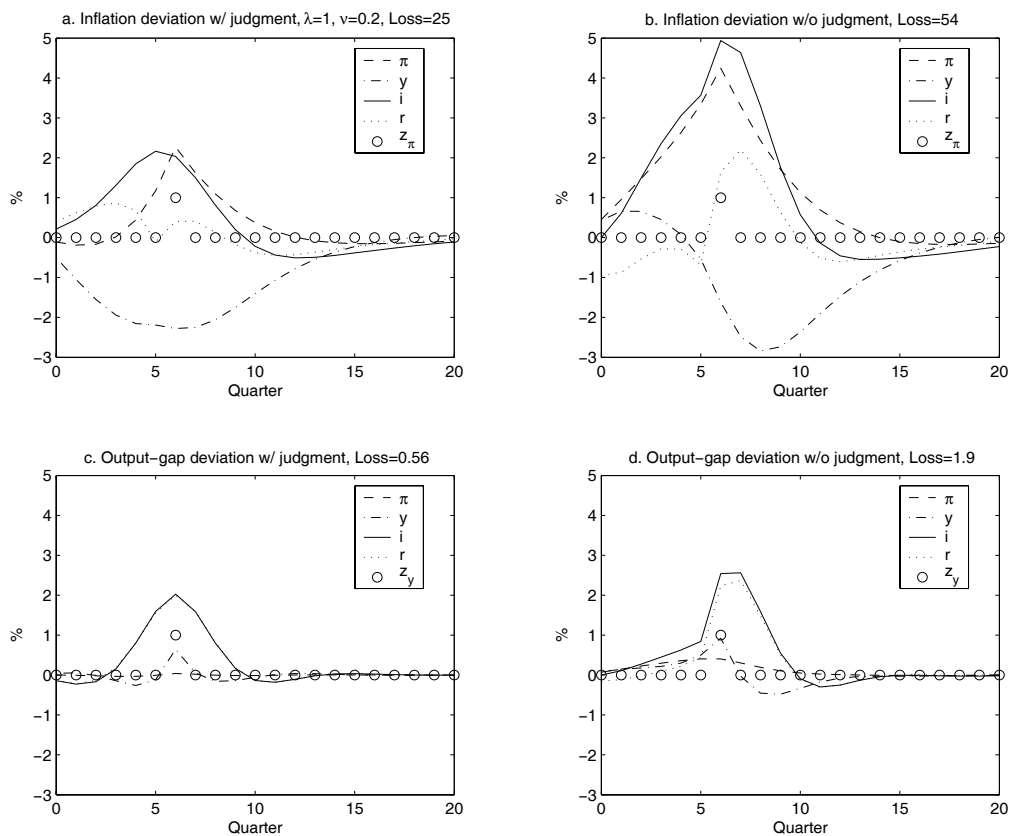 a. Inflation deviation w/ judgment, λ=1, ν=0.2, Loss=25
5
4
3
2
1
0
−1
−2
−3
%
π
y
i
r
z_π
0 5 10 15 20
Quarter
b. Inflation deviation w/o judgment, Loss=54
5
4
3
2
1
0
−1
−2
−3
%
π
y
i
r
z_π
0 5 10 15 20
Quarter
c. Output−gap deviation w/ judgment, Loss=0.56
5
4
3
2
1
0
−1
−2
−3
%
π
y
i
r
z_y
0 5 10 15 20
Quarter
d. Output−gap deviation w/o judgment, Loss=1.9
5
4
3
2
1
0
−1
−2
−3
%
π
y
i
r
z_y
0 5 10 15 20
Quarter